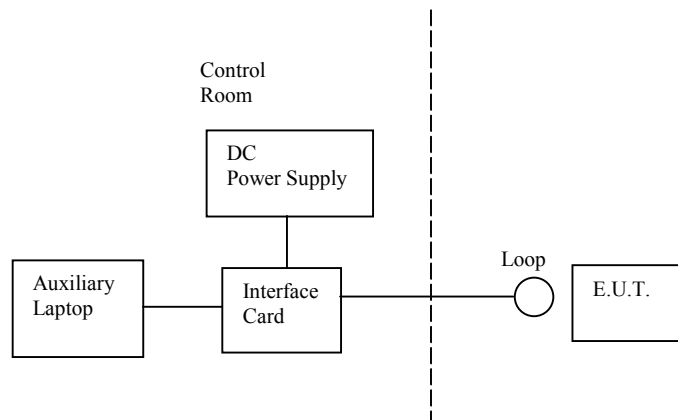 Control
Room
DC
Power Supply
Loop
Auxiliary
Laptop
Interface
Card
E.U.T.